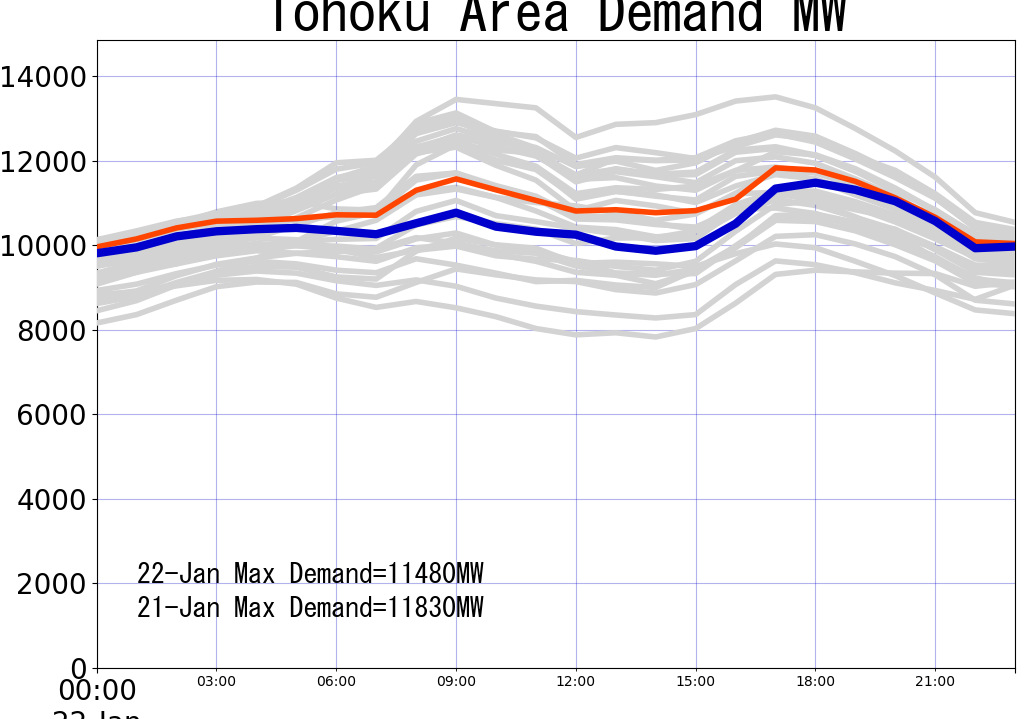 Tohoku Area Demand MW
14000
12000
10000
8000
6000
4000
2000
0
22-Jan Max Demand=11480MW
21-Jan Max Demand=11830MW
00:00 03:00 06:00 09:00 12:00 15:00 18:00 21:00
22-Jan